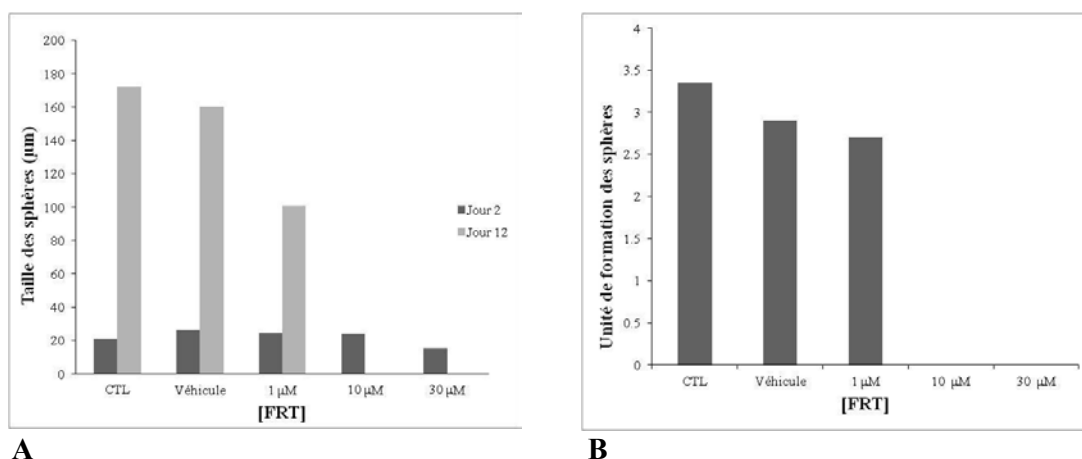 200
180
160
140
120
100
80
60
40
20
0
Taille des sphères (µm)
Jour 2
Jour 12
CTL Véhicule 1 µM 10 µM 30 µM
[FRT]
A
4
3.5
3
2.5
2
1.5
1
0.5
0
Unité de formation des sphères
CTL Véhicule 1 µM 10 µM 30 µM
[FRT]
B